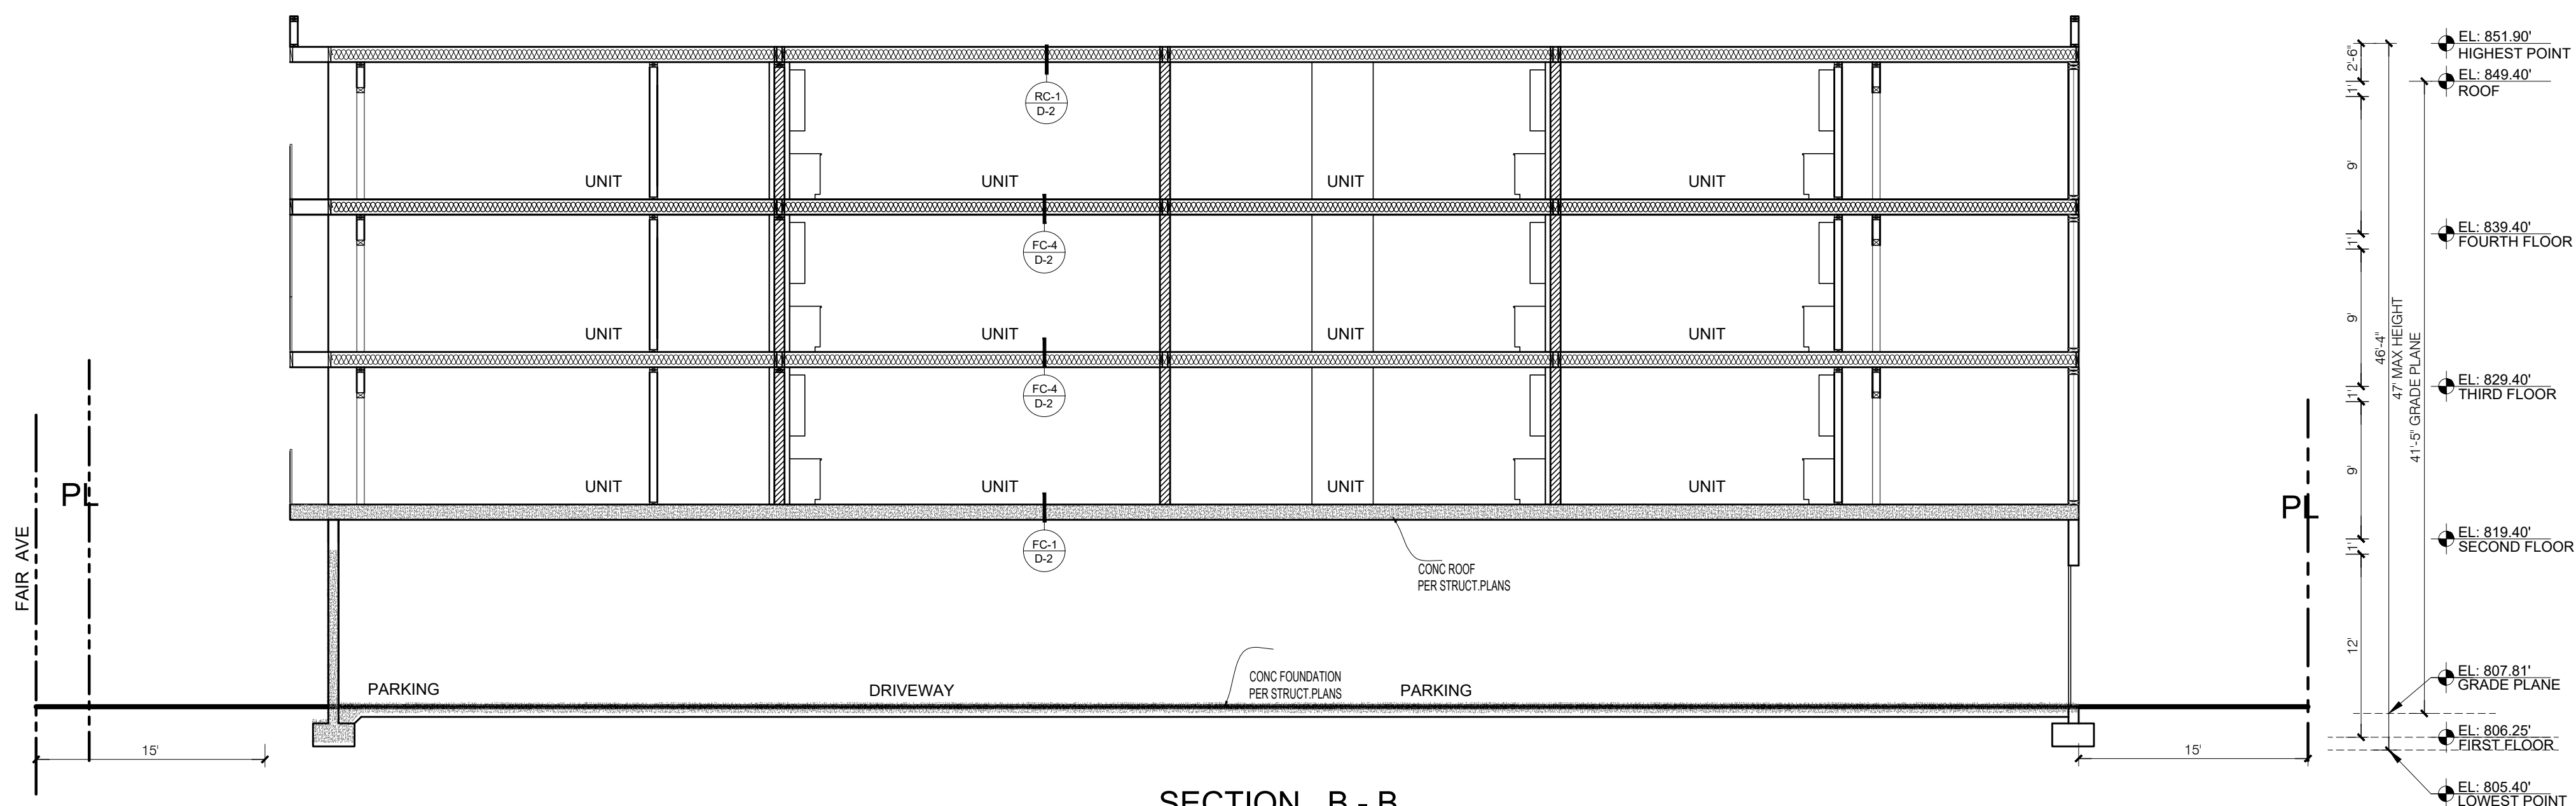 EL: 851.90'
HIGHEST POINT
2'-6"
EL: 849.40'
ROOF
1'
RC-1
D-2
9'
UNIT
UNIT
UNIT
UNIT
EL: 839.40'
FOURTH FLOOR
1'
FC-4
D-2
9'
UNIT
UNIT
UNIT
UNIT
46'-4"
47' MAX HEIGHT
41'-5" GRADE PLANE
EL: 829.40'
THIRD FLOOR
1'
FC-4
D-2
9'
UNIT
UNIT
UNIT
UNIT
PL
PL
FAIR AVE
EL: 819.40'
SECOND FLOOR
1'
FC-1
D-2
CONC ROOF
PER STRUCT.PLANS
12'
EL: 807.81'
GRADE PLANE
PARKING
DRIVEWAY
CONC FOUNDATION
PER STRUCT.PLANS
PARKING
EL: 806.25'
FIRST FLOOR
15'
15'
EL: 805.40'
LOWEST POINT
SECTION B - B